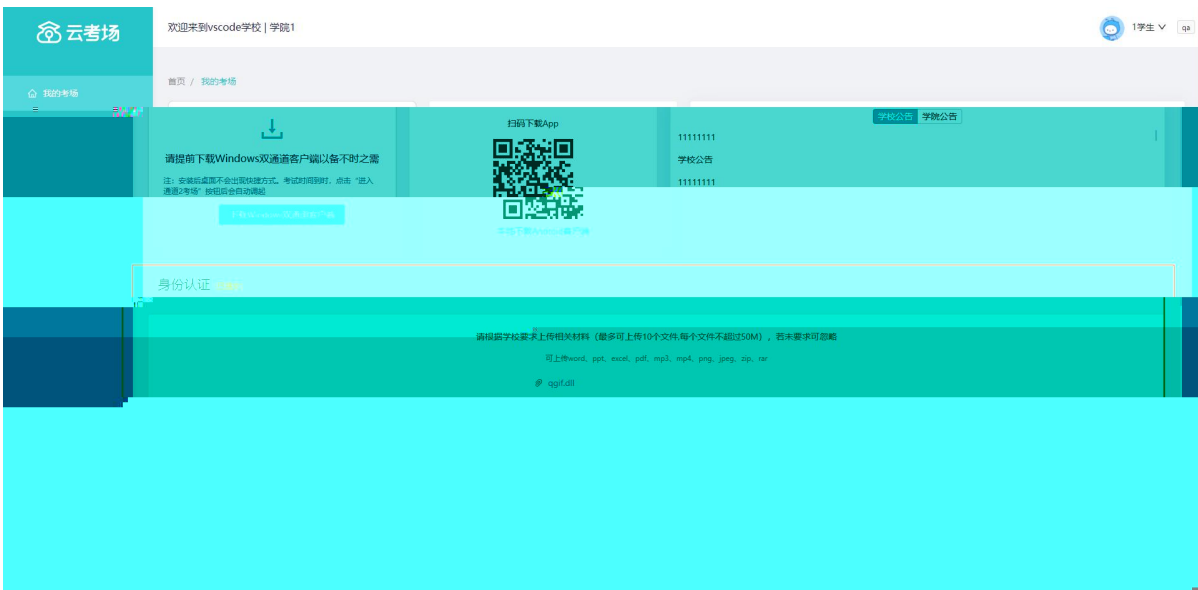 云考场
欢迎来到vscode学校 | 学院1
1学生
qa
首页 / 我的考场
我的考场
请提前下载Windows双通道客户端以备不时之需
注：安装后桌面不会出现快捷方式。考试时间到时，点击“进入
通道2考场”按钮后会自动调起
扫码下载App
学校公告 学院公告
11111111
学校公告
11111111
身份认证
请根据学校要求上传相关材料（最多可上传10个文件,每个文件不超过50M），若未要求可忽略
可上传word、ppt、excel、pdf、mp3、mp4、png、jpeg、zip、rar
qgif.dll